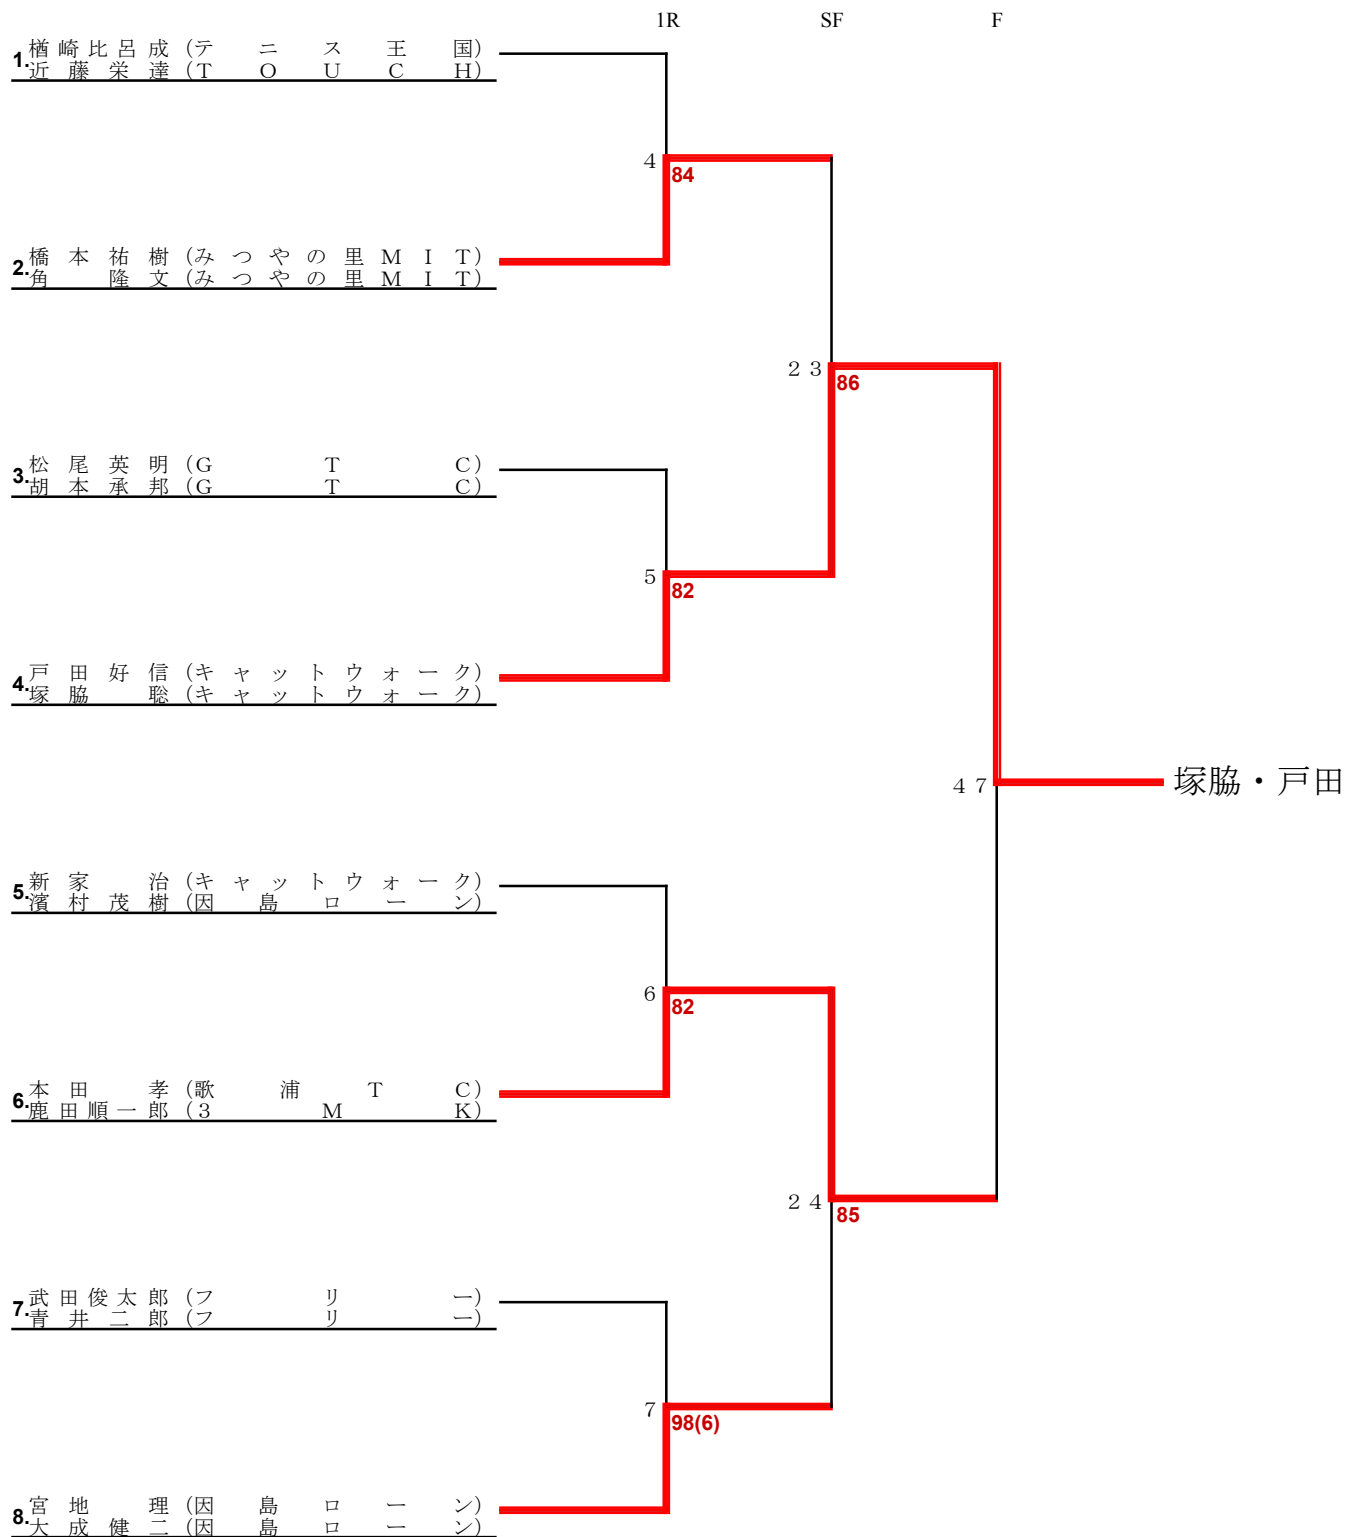 1R SF F
1. 楢崎比呂成 (テニス王国)
近藤栄達 (ＴＯＵＣＨ)
4
84
2. 橋本祐樹 (みつやの里ＭＩＴ)
角 隆文 (みつやの里ＭＩＴ)
２３
86
3. 松尾英明 (ＧＴＣ)
胡本承邦 (ＧＴＣ)
5
82
4. 戸田好信 (キャットウォーク)
塚脇 聡 (キャットウォーク)
４７
塚脇・戸田
5. 新家 治 (キャットウォーク)
濱村茂樹 (因島ローン)
6
82
6. 本田 孝 (歌浦ＴＣ)
鹿田順一郎 (３ＭＫ)
２４
85
7. 武田俊太郎 (フリー)
青井二郎 (フリー)
7
98(6)
8. 宮地 理 (因島ローン)
大成健二 (因島ローン)